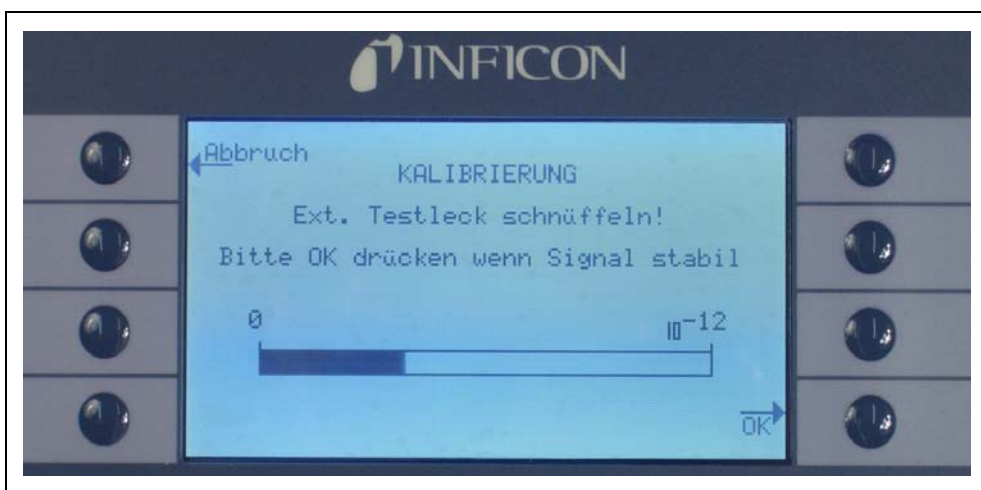 INFICON
Abbruch
KALIBRIERUNG
Ext. Testleck schnüffeln!
Bitte OK drücken wenn Signal stabil
0 10⁻¹²
OK